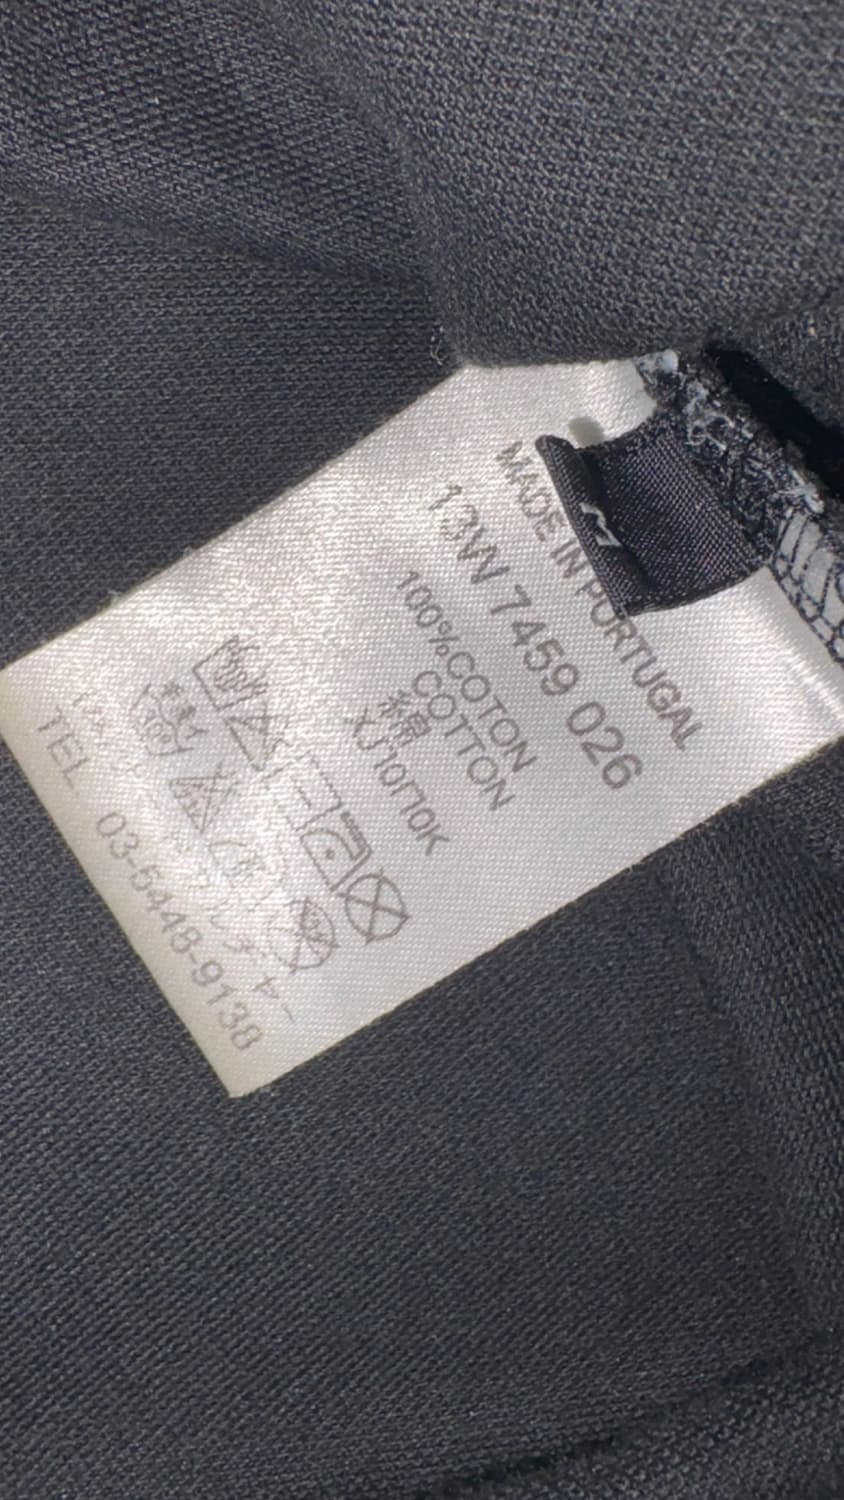 MADE IN PORTUGAL
13W 7459 026
100%COTON
COTTON
綿
ХЛОПОК
TEL 03-5448-9138